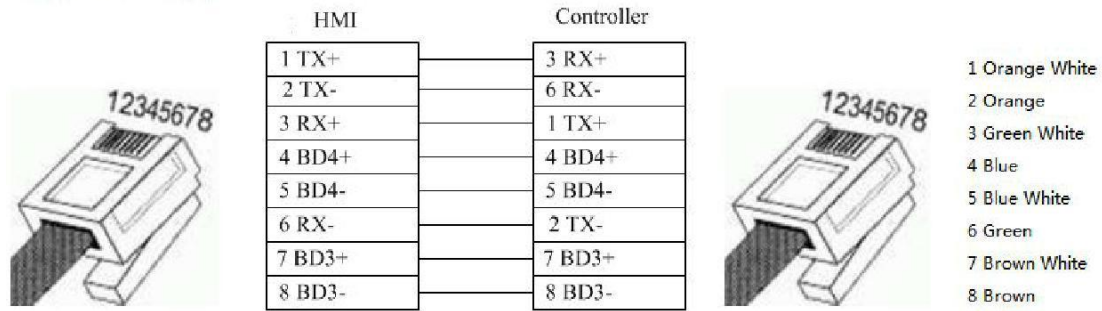 HMI Controller
1 TX+ 3 RX+
2 TX- 6 RX-
3 RX+ 1 TX+
4 BD4+ 4 BD4+
5 BD4- 5 BD4-
6 RX- 2 TX-
7 BD3+ 7 BD3+
8 BD3- 8 BD3-
12345678
12345678
1 Orange White
2 Orange
3 Green White
4 Blue
5 Blue White
6 Green
7 Brown White
8 Brown